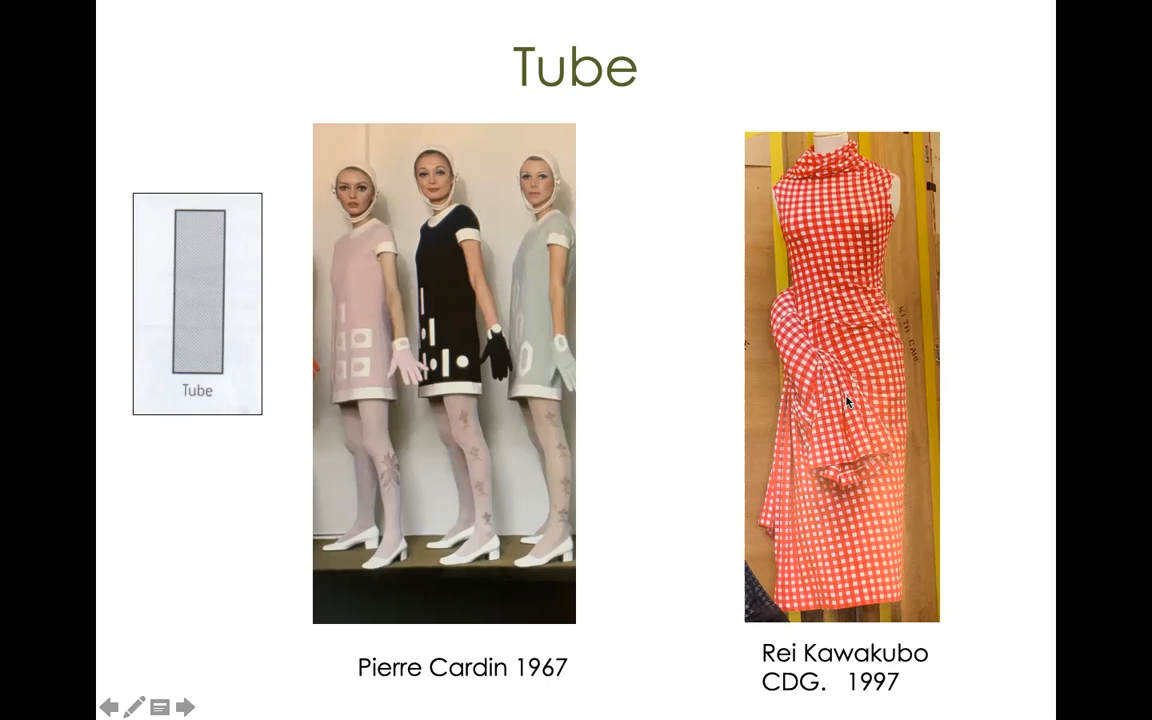 Tube
Tube
Pierre Cardin 1967
Rei Kawakubo
CDG. 1997